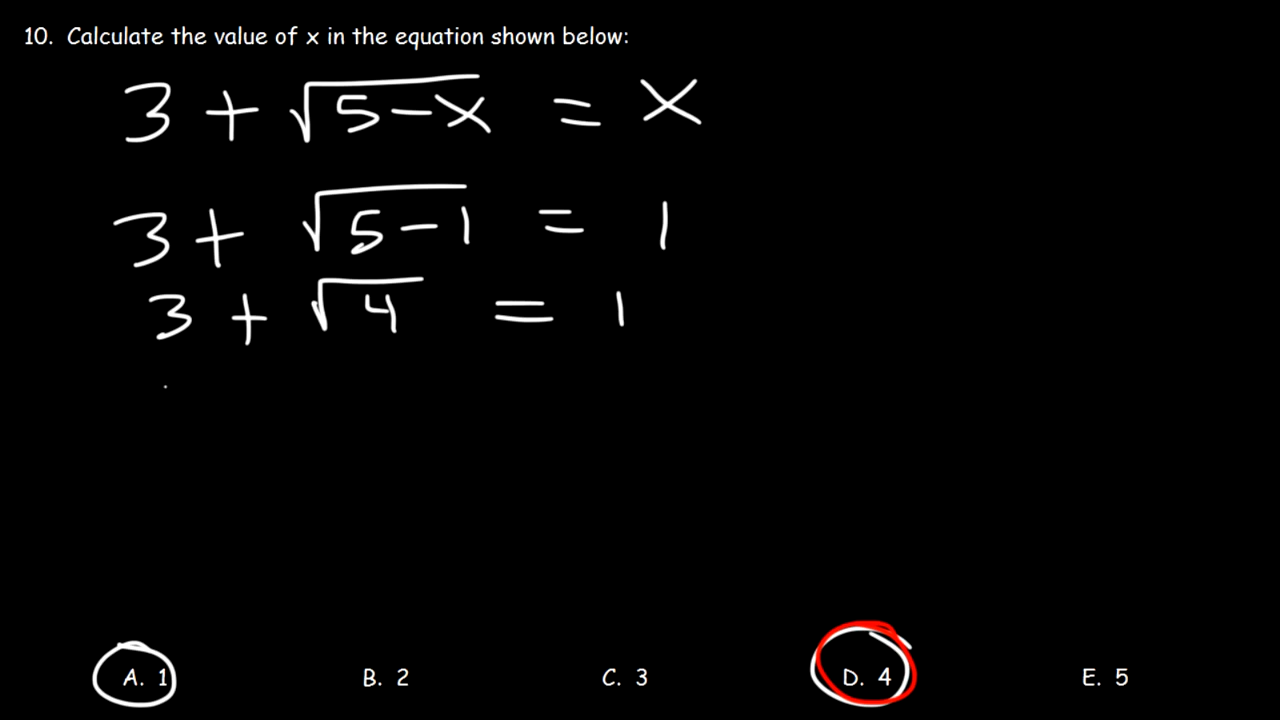 10. Calculate the value of x in the equation shown below:
3 + √5-x = x
3 + √5-1 = 1
3 + √4 = 1
A. 1 B. 2 C. 3 D. 4 E. 5